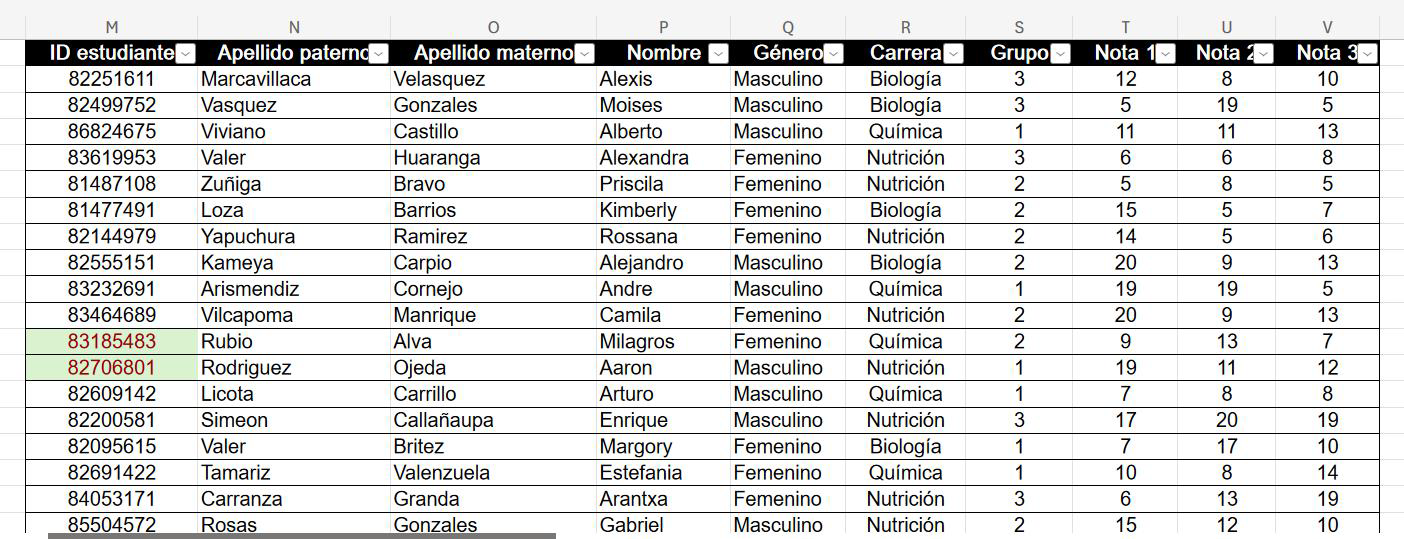 M N O P Q R S T U V
ID estudiante Apellido paterno Apellido materno Nombre Género Carrera Grupo Nota 1 Nota 2 Nota 3
82251611 Marcavillaca Velasquez Alexis Masculino Biología 3 12 8 10
82499752 Vasquez Gonzales Moises Masculino Biología 3 5 19 5
86824675 Viviano Castillo Alberto Masculino Química 1 11 11 13
83619953 Valer Huaranga Alexandra Femenino Nutrición 3 6 6 8
81487108 Zuñiga Bravo Priscila Femenino Nutrición 2 5 8 5
81477491 Loza Barrios Kimberly Femenino Biología 2 15 5 7
82144979 Yapuchura Ramirez Rossana Femenino Nutrición 2 14 5 6
82555151 Kameya Carpio Alejandro Masculino Biología 2 20 9 13
83232691 Arismendiz Cornejo Andre Masculino Química 1 19 19 5
83464689 Vilcapoma Manrique Camila Femenino Nutrición 2 20 9 13
83185483 Rubio Alva Milagros Femenino Química 2 9 13 7
82706801 Rodriguez Ojeda Aaron Masculino Nutrición 1 19 11 12
82609142 Licota Carrillo Arturo Masculino Química 1 7 8 8
82200581 Simeon Callañaupa Enrique Masculino Nutrición 3 17 20 19
82095615 Valer Britez Margory Femenino Biología 1 7 17 10
82691422 Tamariz Valenzuela Estefania Femenino Química 1 10 8 14
84053171 Carranza Granda Arantxa Femenino Nutrición 3 6 13 19
85504572 Rosas Gonzales Gabriel Masculino Nutrición 2 15 12 10